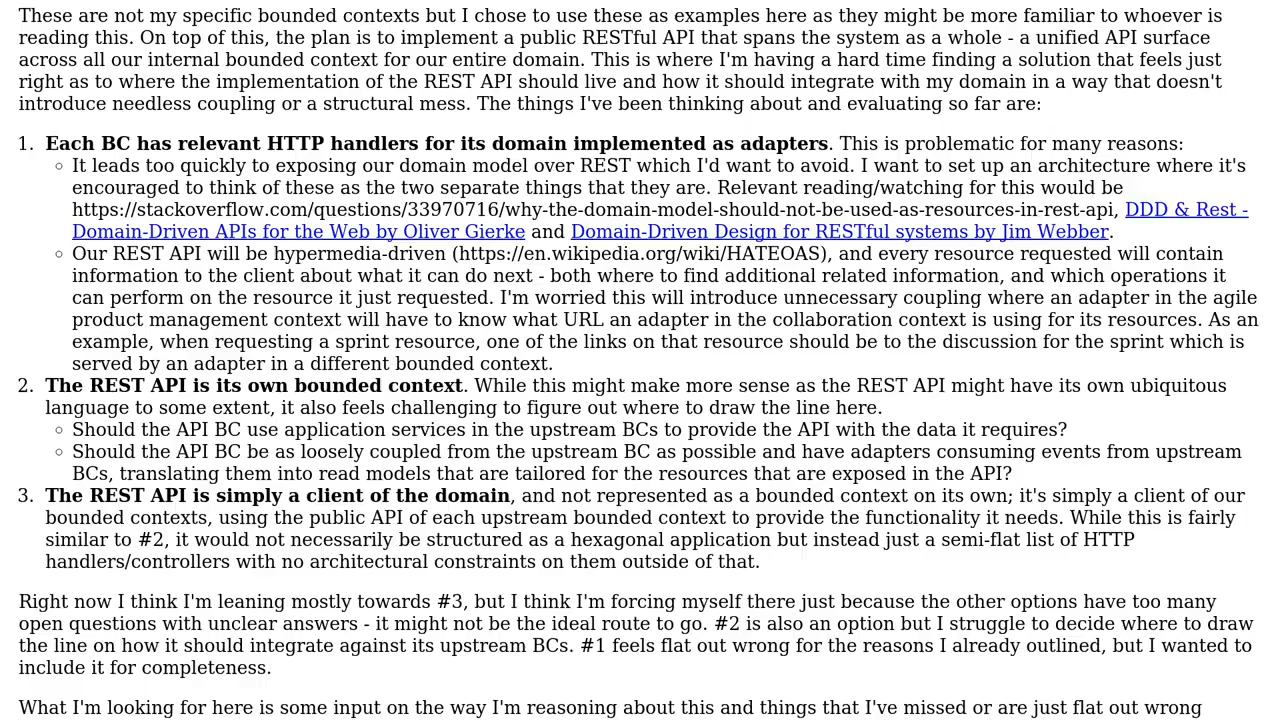 These are not my specific bounded contexts but I chose to use these as examples here as they might be more familiar to whoever is
reading this. On top of this, the plan is to implement a public RESTful API that spans the system as a whole - a unified API surface
across all our internal bounded context for our entire domain. This is where I'm having a hard time finding a solution that feels just
right as to where the implementation of the REST API should live and how it should integrate with my domain in a way that doesn't
introduce needless coupling or a structural mess. The things I've been thinking about and evaluating so far are:
1. Each BC has relevant HTTP handlers for its domain implemented as adapters. This is problematic for many reasons:
◦ It leads too quickly to exposing our domain model over REST which I'd want to avoid. I want to set up an architecture where it's
encouraged to think of these as the two separate things that they are. Relevant reading/watching for this would be
https://stackoverflow.com/questions/33970716/why-the-domain-model-should-not-be-used-as-resources-in-rest-api, DDD & Rest -
Domain-Driven APIs for the Web by Oliver Gierke and Domain-Driven Design for RESTful systems by Jim Webber.
◦ Our REST API will be hypermedia-driven (https://en.wikipedia.org/wiki/HATEOAS), and every resource requested will contain
information to the client about what it can do next - both where to find additional related information, and which operations it
can perform on the resource it just requested. I'm worried this will introduce unnecessary coupling where an adapter in the agile
product management context will have to know what URL an adapter in the collaboration context is using for its resources. As an
example, when requesting a sprint resource, one of the links on that resource should be to the discussion for the sprint which is
served by an adapter in a different bounded context.
2. The REST API is its own bounded context. While this might make more sense as the REST API might have its own ubiquitous
language to some extent, it also feels challenging to figure out where to draw the line here.
◦ Should the API BC use application services in the upstream BCs to provide the API with the data it requires?
◦ Should the API BC be as loosely coupled from the upstream BC as possible and have adapters consuming events from upstream
BCs, translating them into read models that are tailored for the resources that are exposed in the API?
3. The REST API is simply a client of the domain, and not represented as a bounded context on its own; it's simply a client of our
bounded contexts, using the public API of each upstream bounded context to provide the functionality it needs. While this is fairly
similar to #2, it would not necessarily be structured as a hexagonal application but instead just a semi-flat list of HTTP
handlers/controllers with no architectural constraints on them outside of that.
Right now I think I'm leaning mostly towards #3, but I think I'm forcing myself there just because the other options have too many
open questions with unclear answers - it might not be the ideal route to go. #2 is also an option but I struggle to decide where to draw
the line on how it should integrate against its upstream BCs. #1 feels flat out wrong for the reasons I already outlined, but I wanted to
include it for completeness.
What I'm looking for here is some input on the way I'm reasoning about this and things that I've missed or are just flat out wrong